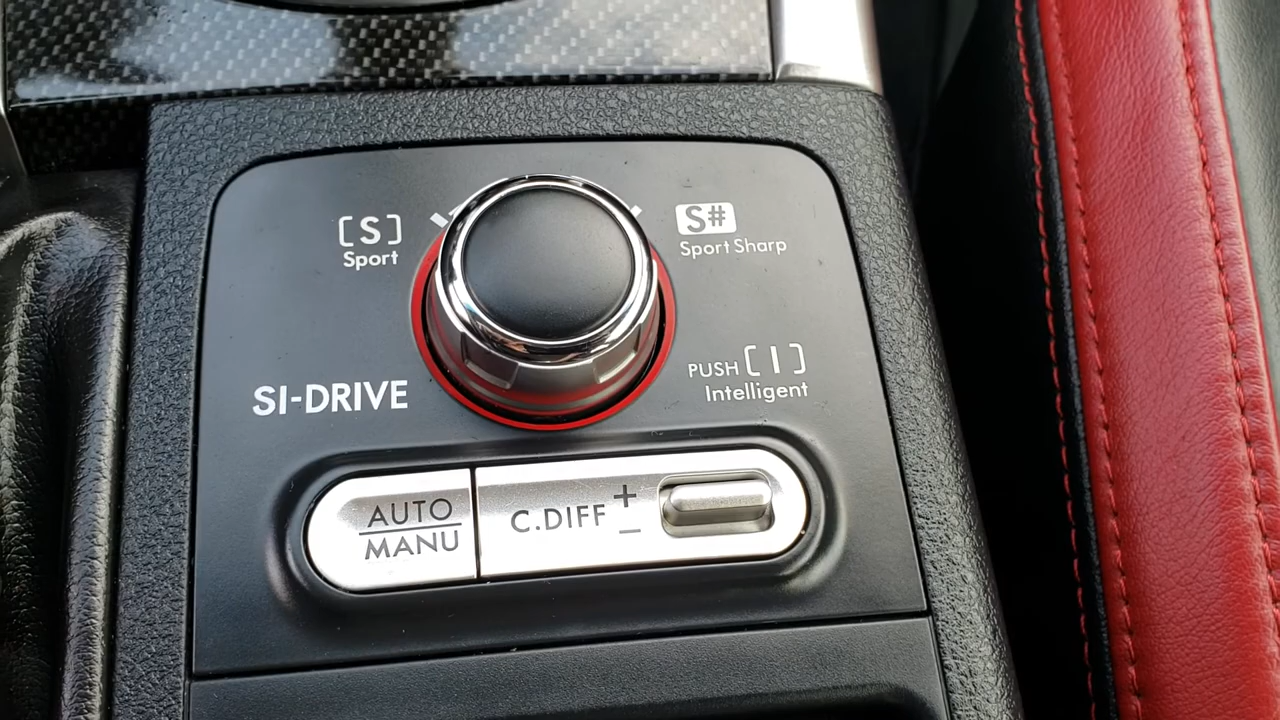 [S]
Sport
S#
Sport Sharp
PUSH [I]
Intelligent
SI-DRIVE
AUTO
MANU
C.DIFF + −